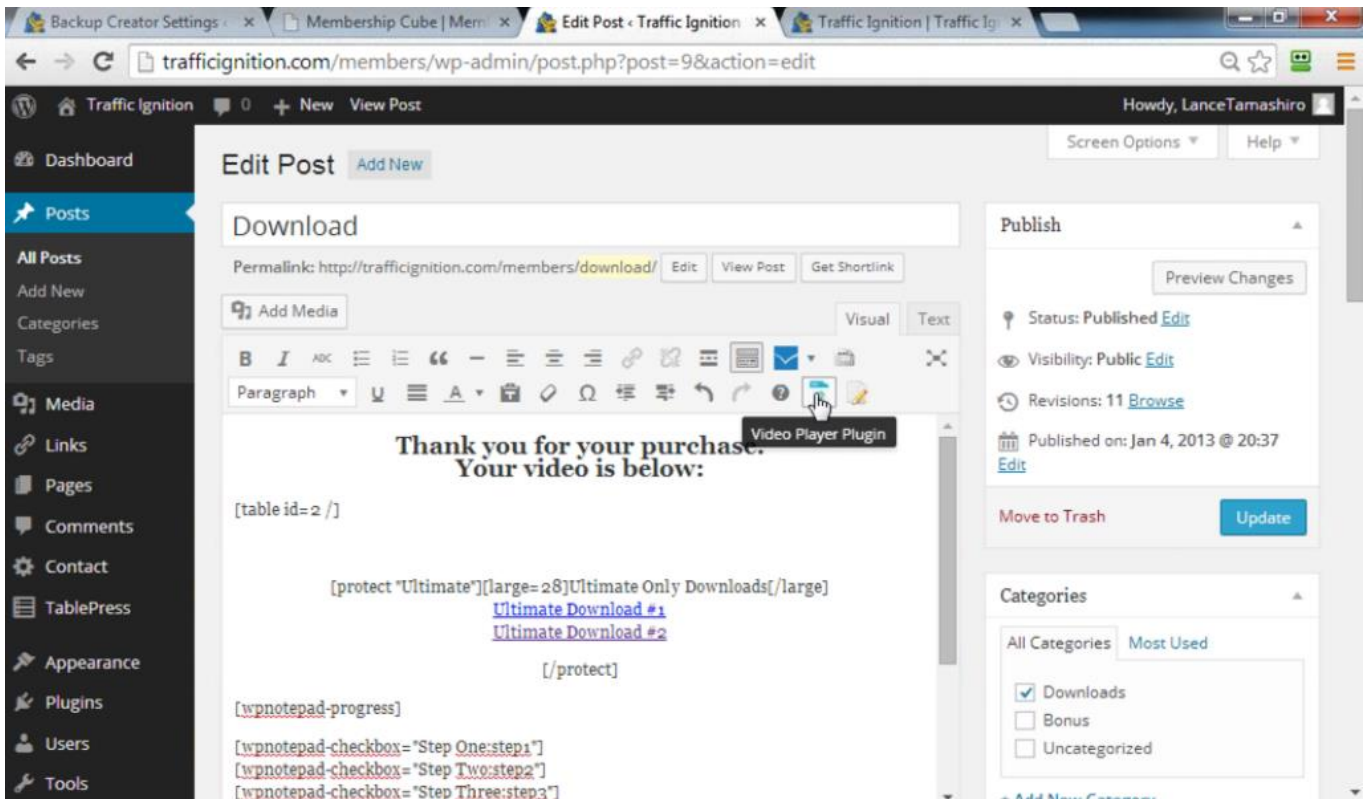 Backup Creator Settings
Membership Cube | Mem
Edit Post ‹ Traffic Ignition
Traffic Ignition | Traffic Ig
trafficignition.com/members/wp-admin/post.php?post=9&action=edit
Traffic Ignition 0 + New View Post
Howdy, LanceTamashiro
Screen Options Help
Dashboard
Posts
All Posts
Add New
Categories
Tags
Media
Links
Pages
Comments
Contact
TablePress
Appearance
Plugins
Users
Tools
Edit Post Add New
Download
Permalink: http://trafficignition.com/members/download/ Edit View Post Get Shortlink
Add Media
Visual Text
B I ABC
Paragraph U A Ω
Video Player Plugin
Thank you for your purchase.
Your video is below:
[table id=2 /]
[protect "Ultimate"][large=28]Ultimate Only Downloads[/large]
Ultimate Download #1
Ultimate Download #2
[/protect]
[wpnotepad-progress]
[wpnotepad-checkbox="Step One:step1"]
[wpnotepad-checkbox="Step Two:step2"]
[wpnotepad-checkbox="Step Three:step3"]
Publish
Preview Changes
Status: Published Edit
Visibility: Public Edit
Revisions: 11 Browse
Published on: Jan 4, 2013 @ 20:37
Edit
Move to Trash
Update
Categories
All Categories Most Used
Downloads
Bonus
Uncategorized
+ Add New Category